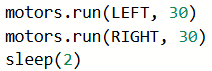 motors.run(LEFT, 30)
motors.run(RIGHT, 30)
sleep(2)